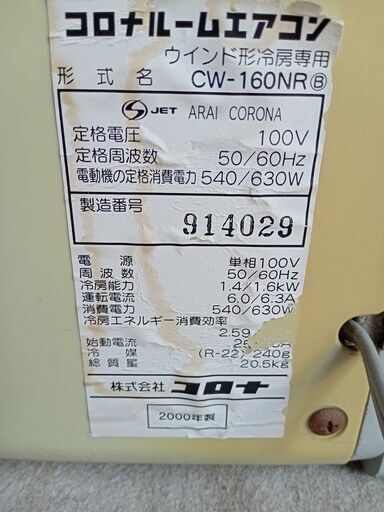 コロナルームエアコン
ウインド形冷房専用
形式名 CW-160NRⒷ
JET ARAI CORONA
定格電圧 100V
定格周波数 50/60Hz
電動機の定格消費電力 540/630W
製造番号 914029
電源 単相100V
周波数 50/60Hz
冷房能力 1.4/1.6kW
運転電流 6.0/6.3A
消費電力 540/630W
冷房エネルギー消費効率
2.59
始動電流
冷媒 (R-22) 240g
総質量 20.5kg
株式会社 コロナ
2000年製